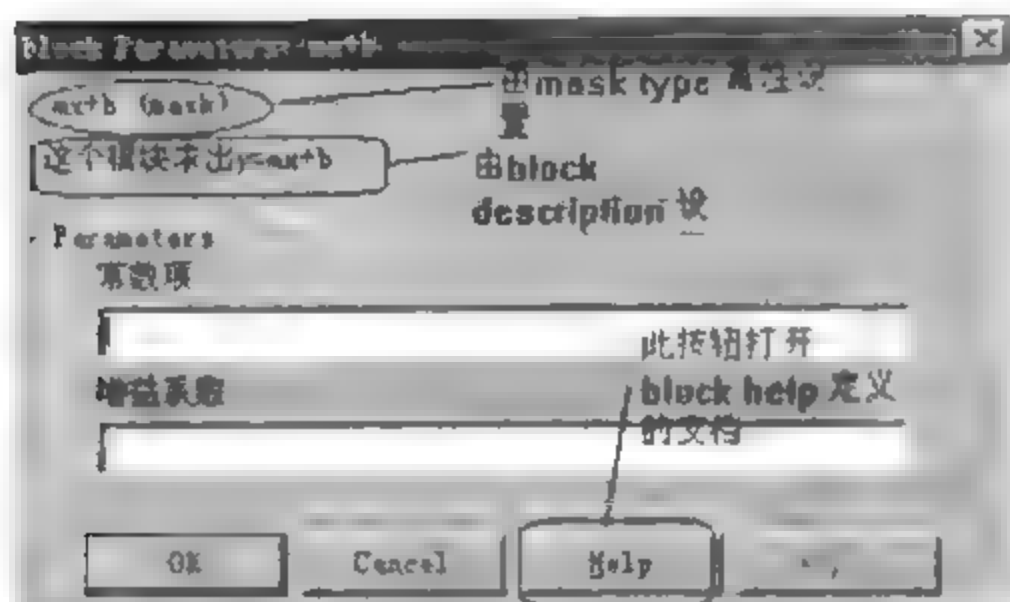 block Parameters: math
mx+b (mask)
由mask type 属性设
置
这个模块求出y=mx+b
由block
description 设
Parameters
常数项
此按钮打开
增益系数
block help 定义
的文档
OK
Cancel
Help